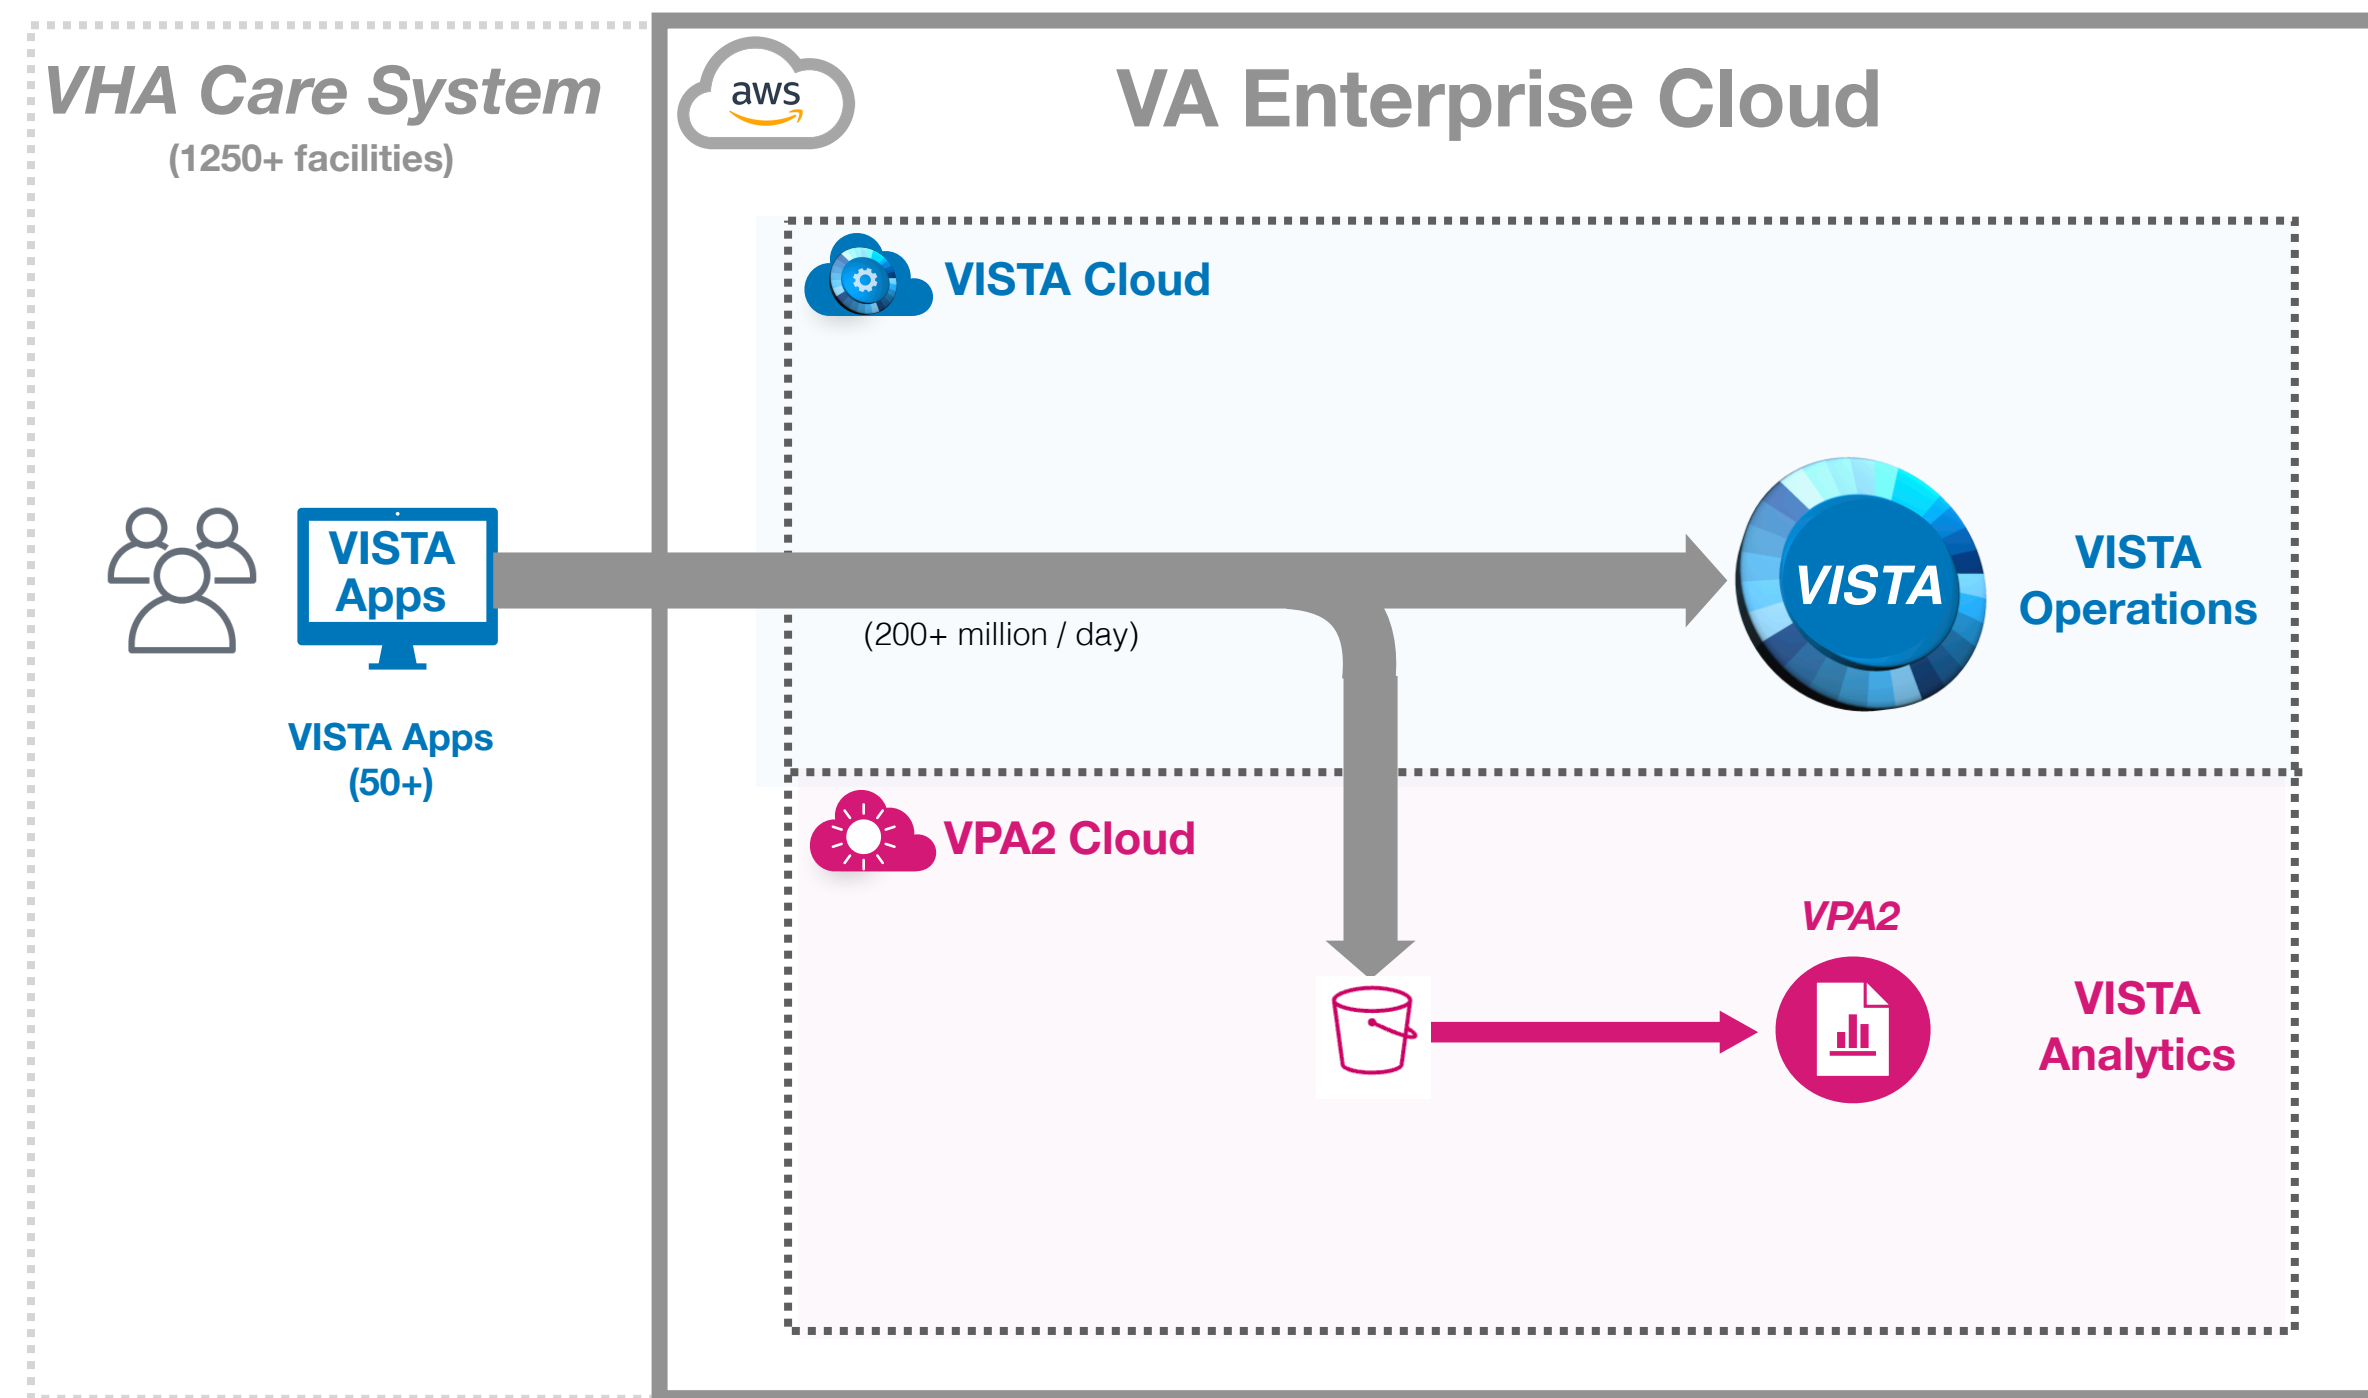 VHA Care System
(1250+ facilities)
aws
VA Enterprise Cloud
VISTA Cloud
VISTA
Apps
VISTA Apps
(50+)
(200+ million / day)
VISTA
VISTA
Operations
VPA2 Cloud
VPA2
VISTA
Analytics